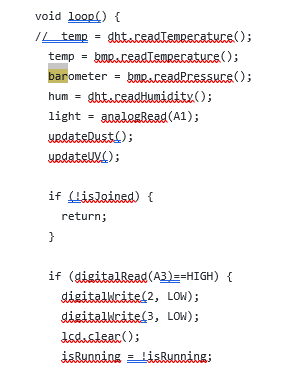 void loop() {
//  temp = dht.readTemperature();
  temp = bmp.readTemperature();
  barometer = bmp.readPressure();
  hum = dht.readHumidity();
  light = analogRead(A1);
  updateDust();
  updateUV();

  if (!isJoined) {
    return;
  }

  if (digitalRead(A3)==HIGH) {
    digitalWrite(2, LOW);
    digitalWrite(3, LOW);
    lcd.clear();
    isRunning = !isRunning;